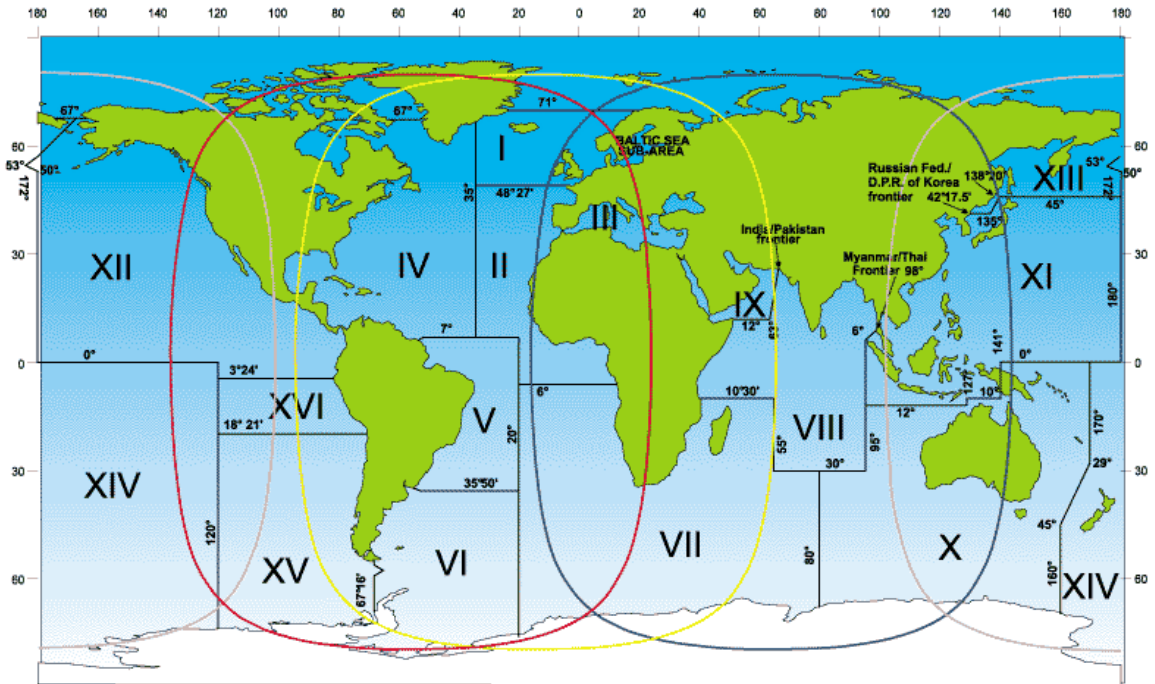 180 160 140 120 100 80 60 40 20 0 20 40 60 80 100 120 140 160 180
67° 67° 71°
I
BALTIC SEA
SUB-AREA
60 60
53° 50° 53° 50°
Russian Fed./
D.P.R. of Korea
frontier
138°20'
42°17.5'
XIII
172° 172°
35° 48° 27' 45°
III
135°
India/Pakistan
frontier
Myanmar/Thai
Frontier 98°
30 30
XII IV II IX XI
180°
12°
7° 6° 141°
0° 0°
0 0
3°24' 127°
XVI 6° 10°30' 10°
12°
18° 21' V 20° VIII 55° 95° 170°
30 30° 29° 30
XIV 35°50'
120° 45°
XV VI VII 80° X
60 67°16' 160° XIV 60